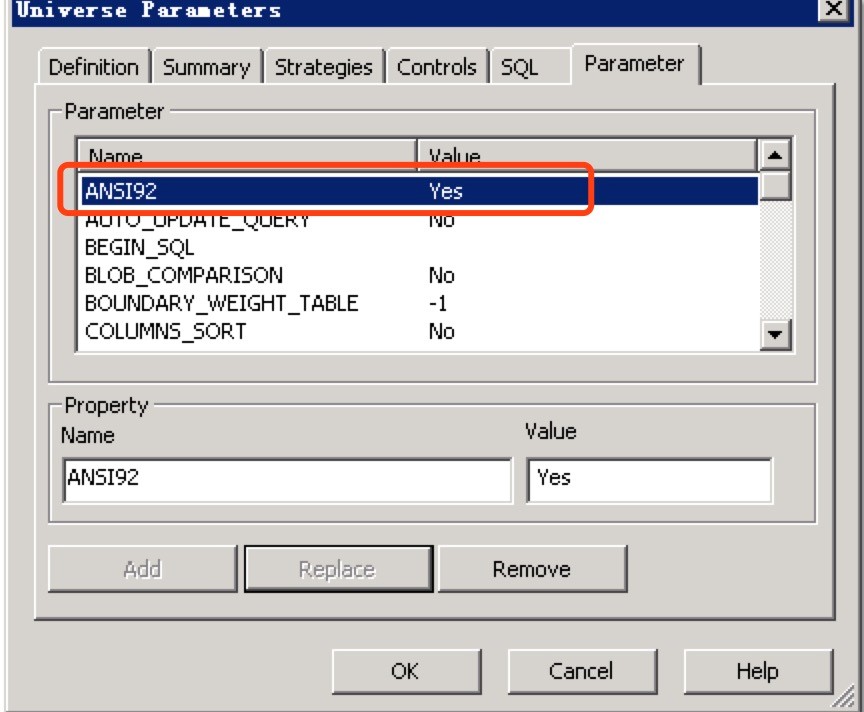 Universe Parameters
Definition Summary Strategies Controls SQL Parameter
Parameter
Name Value
ANSI92 Yes
AUTO_UPDATE_QUERY No
BEGIN_SQL
BLOB_COMPARISON No
BOUNDARY_WEIGHT_TABLE -1
COLUMNS_SORT No
Property
Name Value
ANSI92 Yes
Add Replace Remove
OK Cancel Help